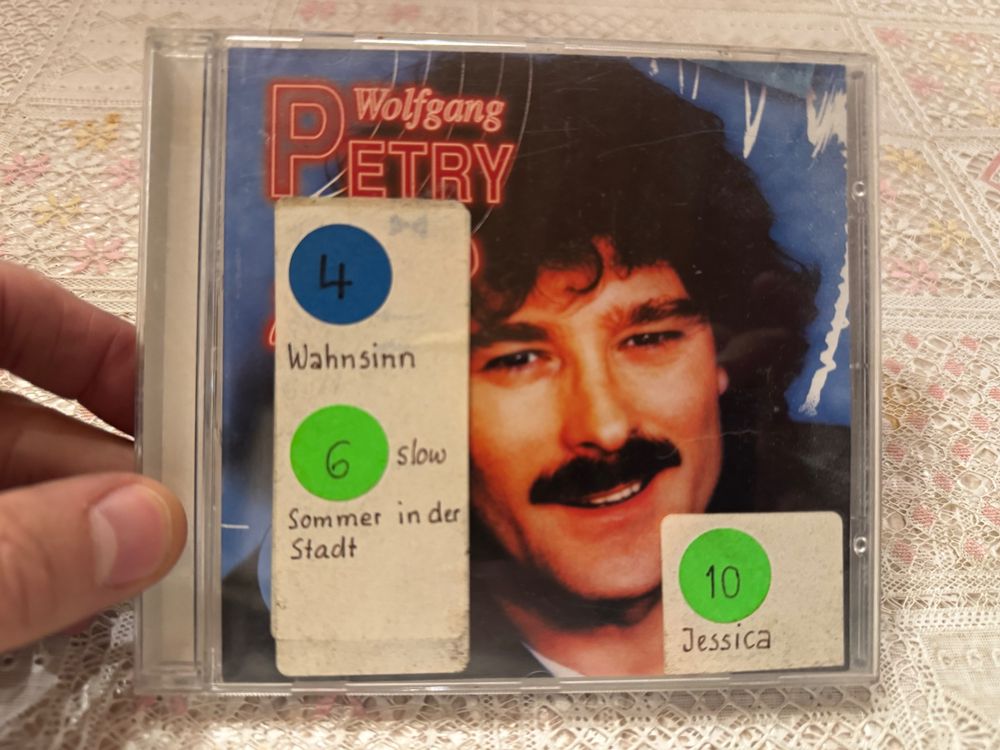 Wolfgang
PETRY
4
Wahnsinn
6 slow
Sommer in der
Stadt
10
Jessica